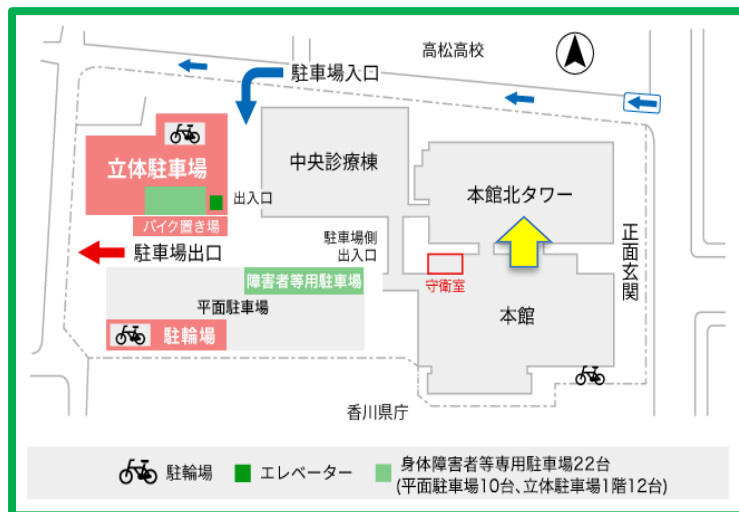 高松高校
駐車場入口
中央診療棟
立体駐車場
本館北タワー
出入口
バイク置き場
正面玄関
駐車場側
出入口
駐車場出口
障害者等用駐車場
守衛室
平面駐車場
本館
駐輪場
香川県庁
駐輪場
エレベーター
身体障害者等専用駐車場22台
(平面駐車場10台、立体駐車場1階12台)